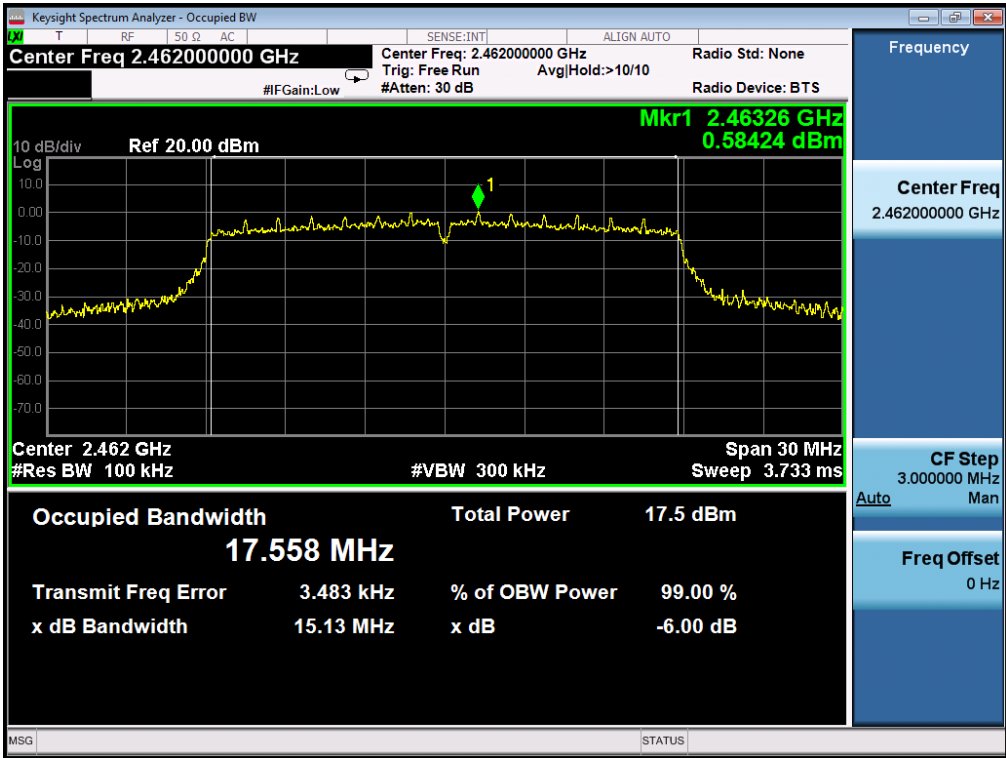 Keysight Spectrum Analyzer - Occupied BW
LXI T RF 50 Ω AC SENSE:INT ALIGN AUTO
Center Freq 2.462000000 GHz
#IFGain:Low
Center Freq: 2.462000000 GHz
Trig: Free Run Avg|Hold:>10/10
#Atten: 30 dB
Radio Std: None
Radio Device: BTS
Mkr1 2.46326 GHz
0.58424 dBm
10 dB/div Ref 20.00 dBm
Log
10.0
0.00
-10.0
-20.0
-30.0
-40.0
-50.0
-60.0
-70.0
1
Center 2.462 GHz Span 30 MHz
#Res BW 100 kHz #VBW 300 kHz Sweep 3.733 ms
Occupied Bandwidth Total Power 17.5 dBm
17.558 MHz
Transmit Freq Error 3.483 kHz % of OBW Power 99.00 %
x dB Bandwidth 15.13 MHz x dB -6.00 dB
MSG STATUS
Frequency
Center Freq
2.462000000 GHz
CF Step
3.000000 MHz
Auto Man
Freq Offset
0 Hz